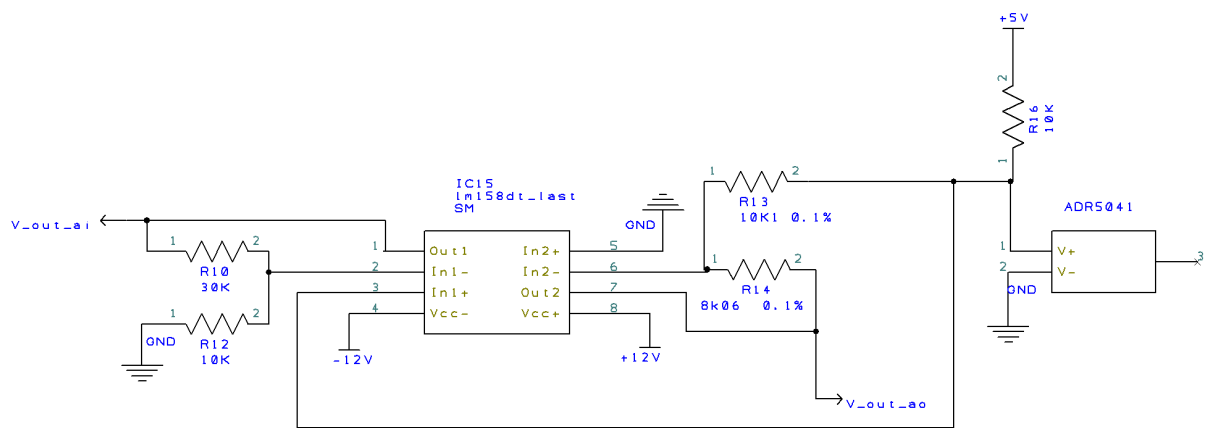 +5V
2
R16
10K
1
IC15
lm158dt_last
SM
1
2
R13
10K1 0.1%
ADR5041
V_out_ai
GND
1
2
R10
30K
1 Out1
In2+ 5
2 In1-
In2- 6
3 In1+
Out2 7
4 Vcc-
Vcc+ 8
1
2
R14
8k06 0.1%
1 V+
2 V-
3
GND
1
2
GND
R12
10K
-12V
+12V
V_out_ao